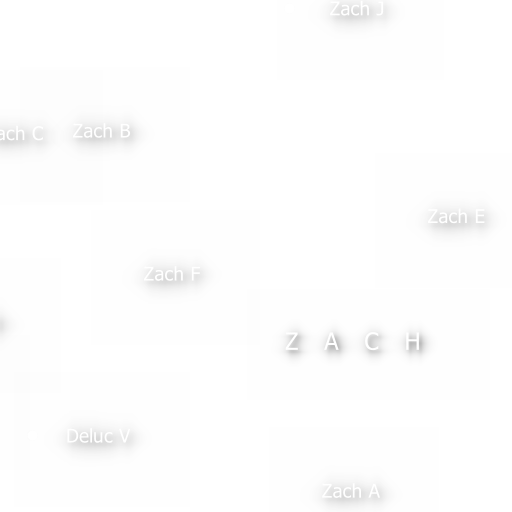 Zach J
ach C
Zach B
Zach E
Zach F
Z A C H
Deluc V
Zach A